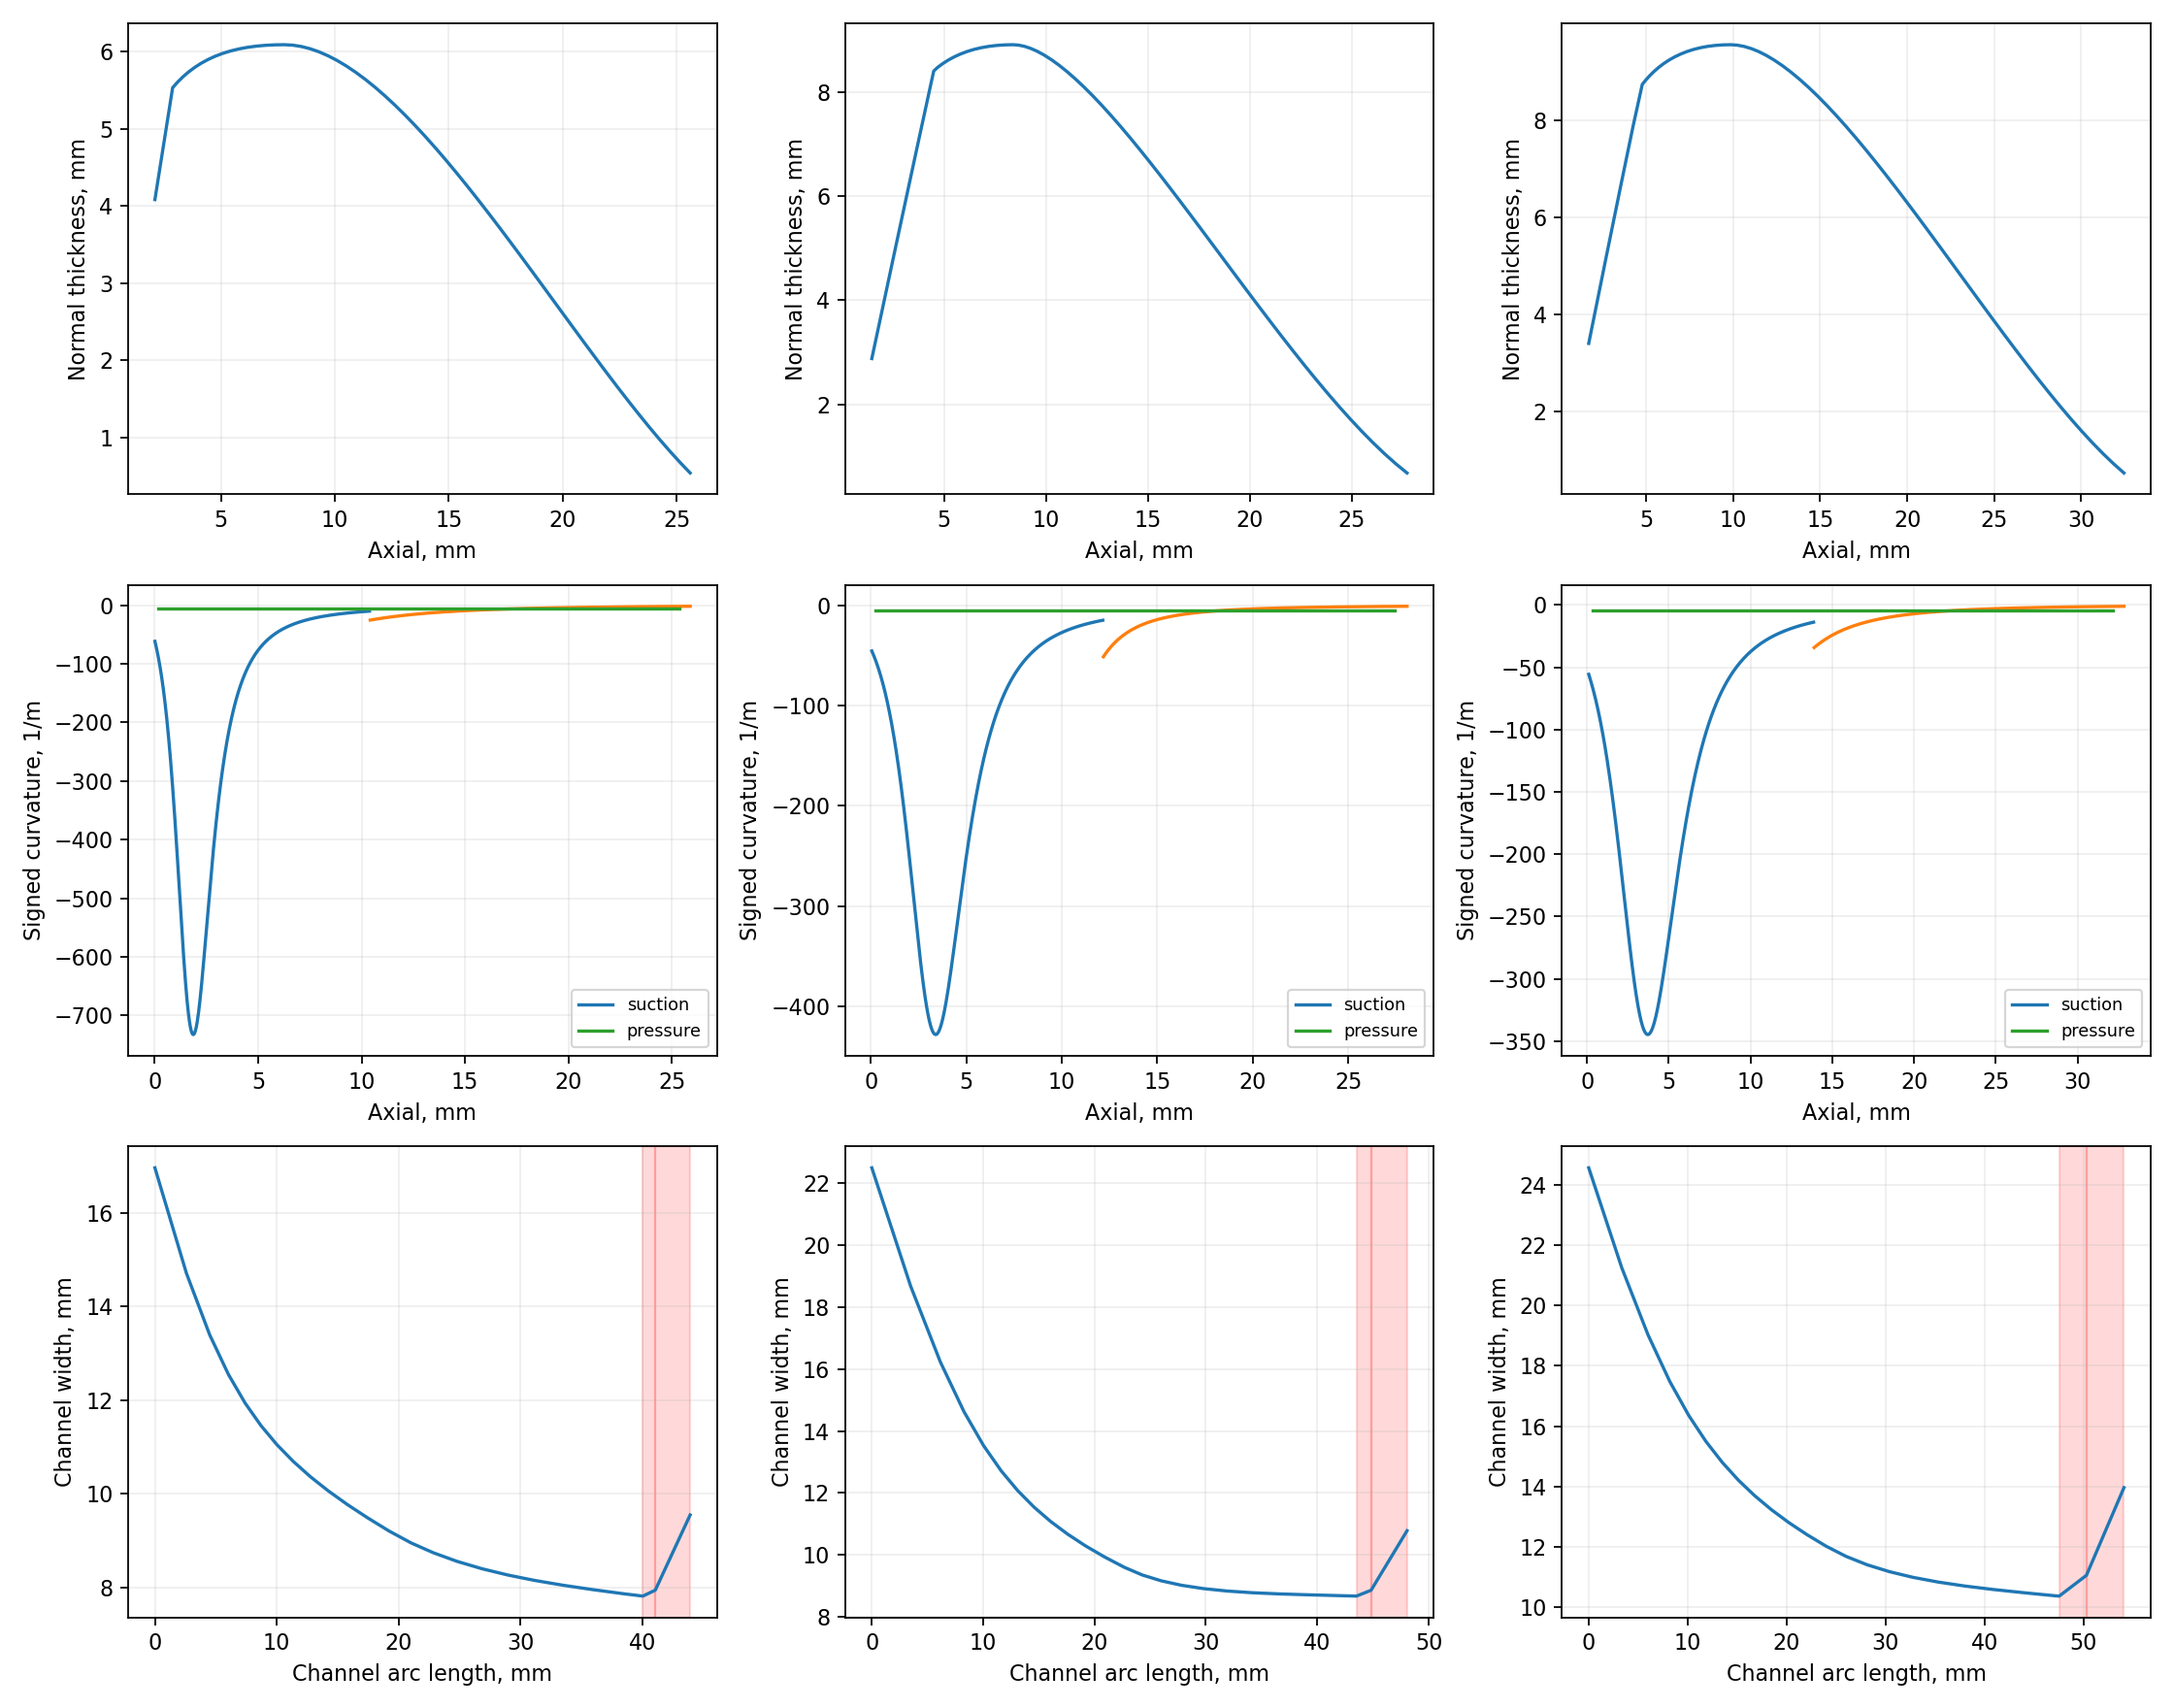 Normal thickness, mm
6
5
4
3
2
1
5 10 15 20 25
Axial, mm
Normal thickness, mm
8
6
4
2
5 10 15 20 25
Axial, mm
Normal thickness, mm
8
6
4
2
5 10 15 20 25 30
Axial, mm
Signed curvature, 1/m
0
−100
−200
−300
−400
−500
−600
−700
0 5 10 15 20 25
Axial, mm
suction
pressure
Signed curvature, 1/m
0
−100
−200
−300
−400
0 5 10 15 20 25
Axial, mm
suction
pressure
Signed curvature, 1/m
0
−50
−100
−150
−200
−250
−300
−350
0 5 10 15 20 25 30
Axial, mm
suction
pressure
Channel width, mm
16
14
12
10
8
0 10 20 30 40
Channel arc length, mm
Channel width, mm
22
20
18
16
14
12
10
8
0 10 20 30 40 50
Channel arc length, mm
Channel width, mm
24
22
20
18
16
14
12
10
0 10 20 30 40 50
Channel arc length, mm